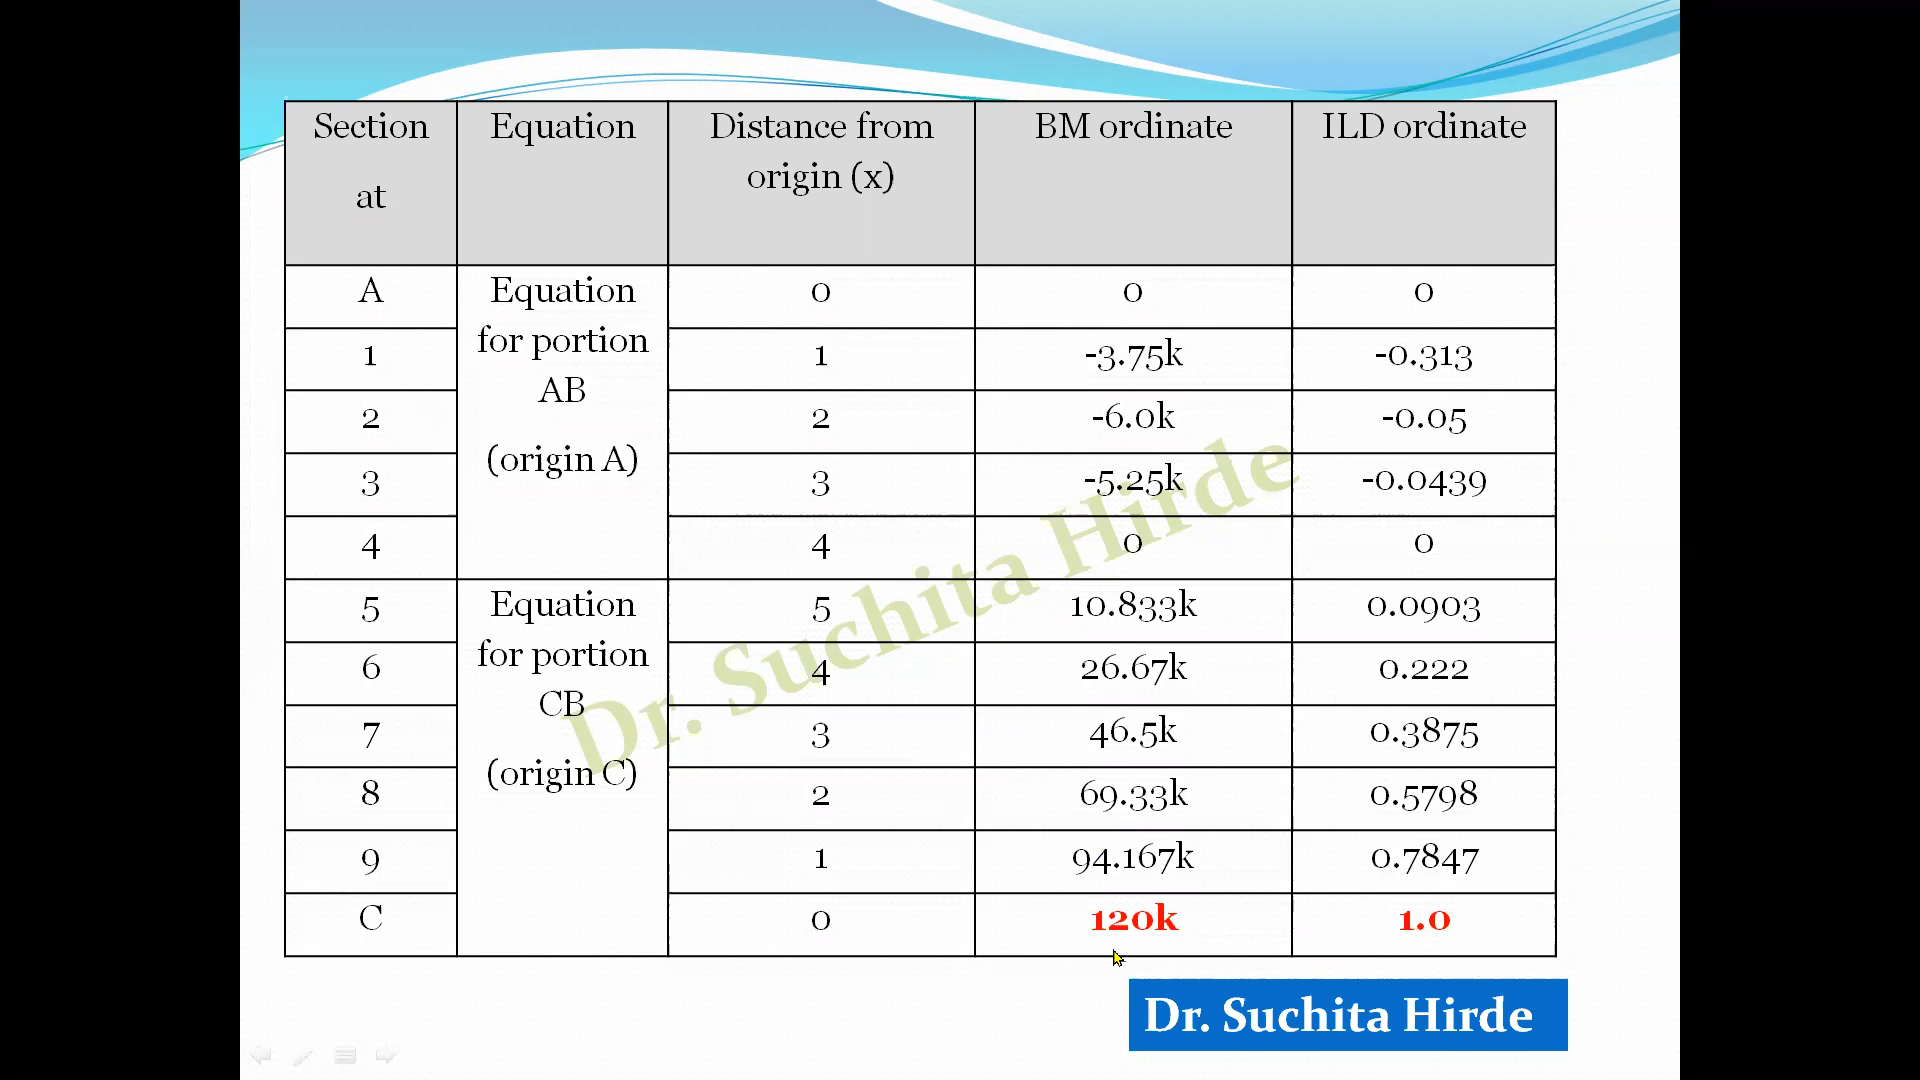 Section at Equation Distance from origin (x) BM ordinate ILD ordinate
A Equation for portion AB (origin A) 0 0 0
1 1 -3.75k -0.313
2 2 -6.0k -0.05
3 3 -5.25k -0.0439
4 4 0 0
5 Equation for portion CB (origin C) 5 10.833k 0.0903
6 4 26.67k 0.222
7 3 46.5k 0.3875
8 2 69.33k 0.5798
9 1 94.167k 0.7847
C 0 120k 1.0
Dr. Suchita Hirde
Dr. Suchita Hirde